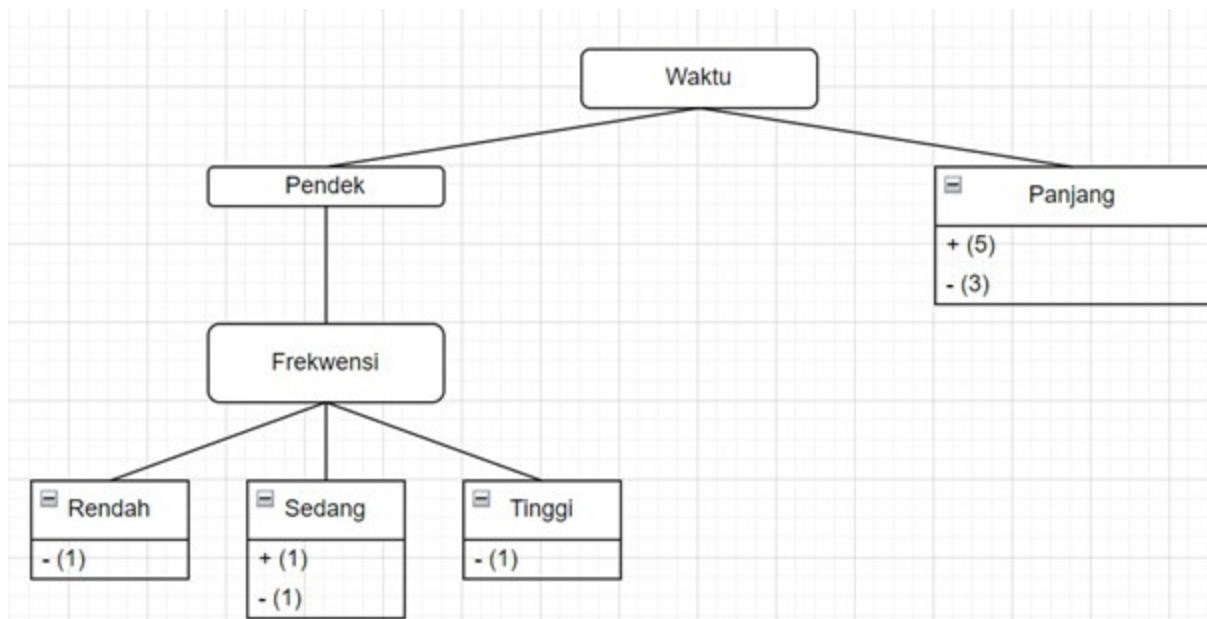 Waktu
Pendek
Panjang
+ (5)
- (3)
Frekwensi
Rendah
- (1)
Sedang
+ (1)
- (1)
Tinggi
- (1)